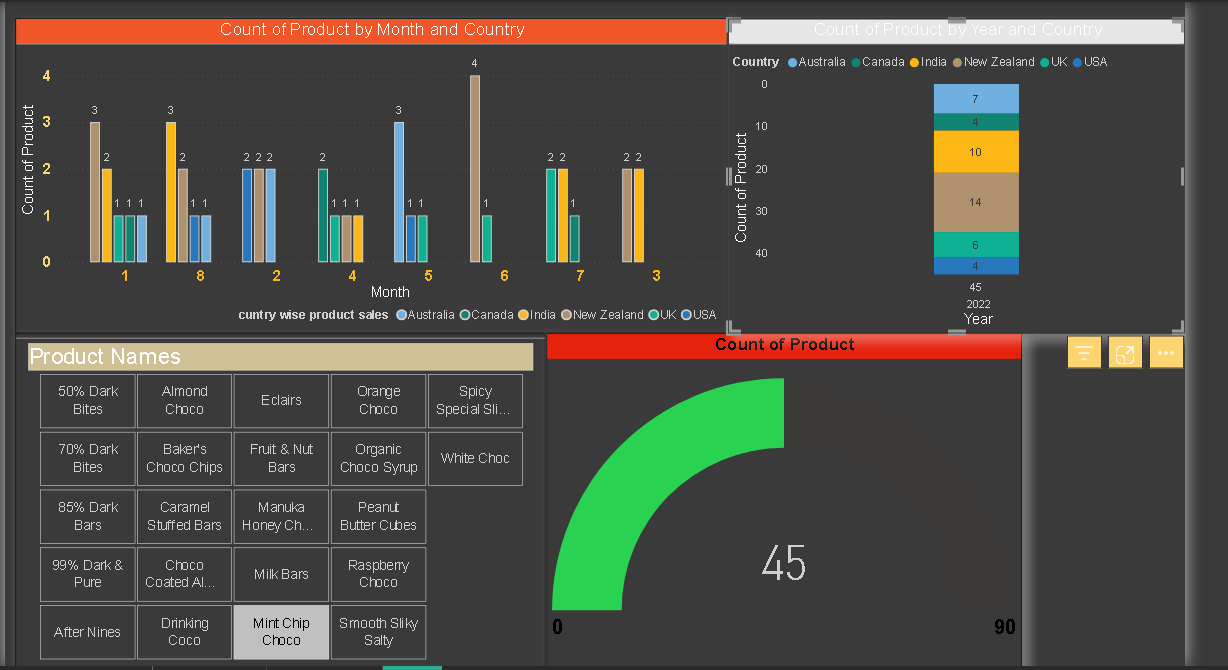 Count of Product by Month and Country
Count of Product
4
3
2
1
0
3 2 1 1 1
3 2 1 1
2 2 2
2 1 1 1
3 1 1
4 1
2 2 1
2 2
1 8 2 4 5 6 7 3
Month
cuntry wise product sales Australia Canada India New Zealand UK USA
Count of Product by Year and Country
Country Australia Canada India New Zealand UK USA
Count of Product
0
10
20
30
40
7
4
10
14
6
4
45
2022
Year
Product Names
50% Dark
Bites
Almond
Choco
Eclairs
Orange
Choco
Spicy
Special Sli...
70% Dark
Bites
Baker's
Choco Chips
Fruit & Nut
Bars
Organic
Choco Syrup
White Choc
85% Dark
Bars
Caramel
Stuffed Bars
Manuka
Honey Ch...
Peanut
Butter Cubes
99% Dark &
Pure
Choco
Coated Al...
Milk Bars
Raspberry
Choco
After Nines
Drinking
Coco
Mint Chip
Choco
Smooth Sliky
Salty
Count of Product
45
0
90